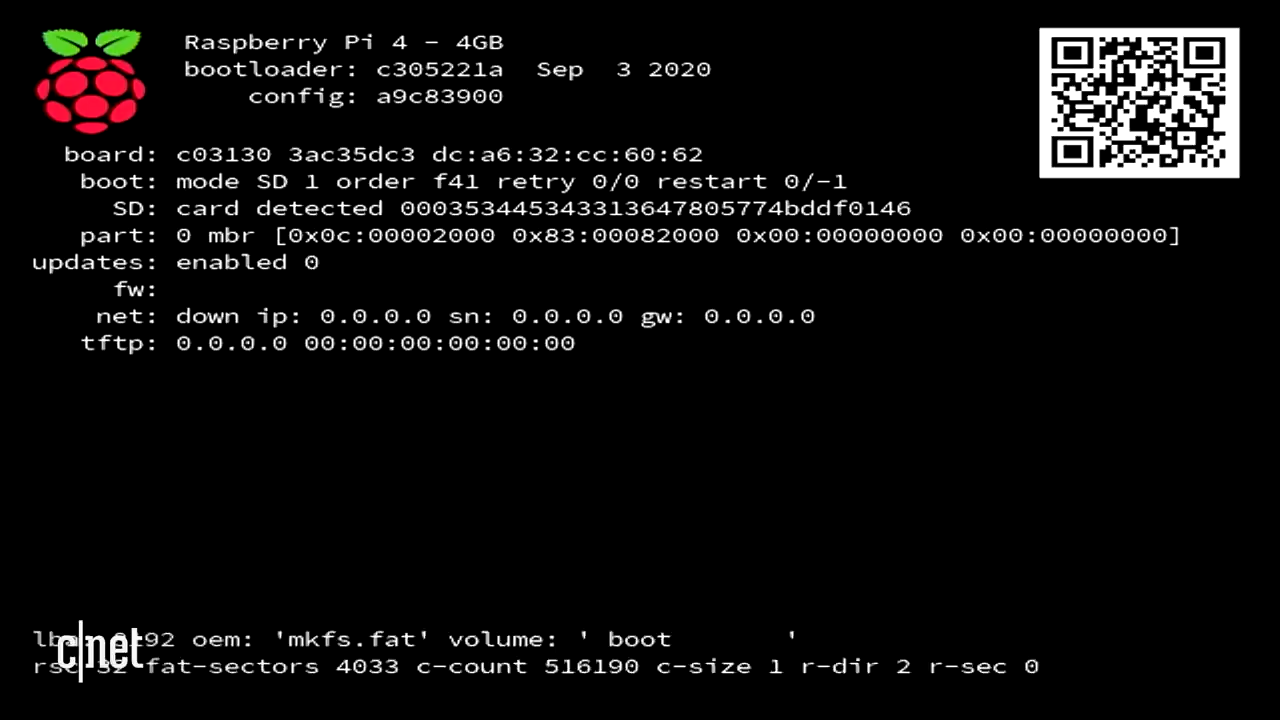 Raspberry Pi 4 - 4GB
bootloader: c305221a Sep 3 2020
config: a9c83900
board: c03130 3ac35dc3 dc:a6:32:cc:60:62
boot: mode SD 1 order f41 retry 0/0 restart 0/-1
SD: card detected 000353445343313647805774bddf0146
part: 0 mbr [0x0c:00002000 0x83:00082000 0x00:00000000 0x00:00000000]
updates: enabled 0
fw:
net: down ip: 0.0.0.0 sn: 0.0.0.0 gw: 0.0.0.0
tftp: 0.0.0.0 00:00:00:00:00:00
oem: 'mkfs.fat' volume: ' boot '
fat-sectors 4033 c-count 516190 c-size 1 r-dir 2 r-sec 0
c|net